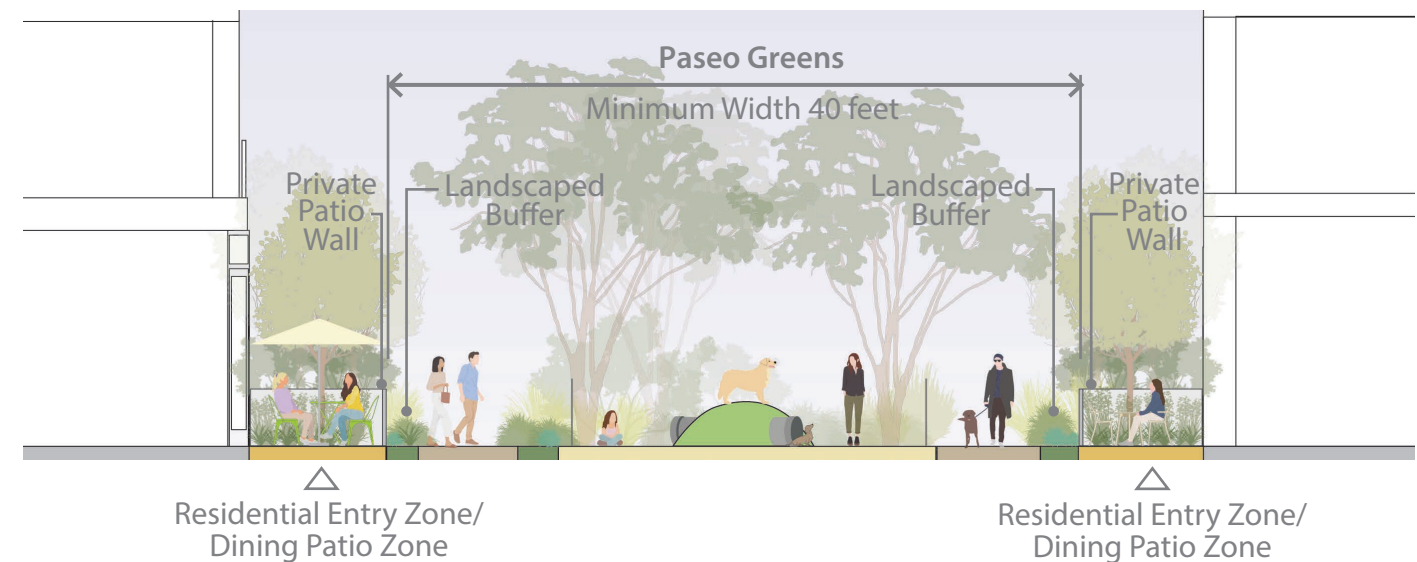 Paseo Greens
Minimum Width 40 feet
Private
Patio
Wall
Landscaped
Buffer
Landscaped
Buffer
Private
Patio
Wall
Residential Entry Zone/
Dining Patio Zone
Residential Entry Zone/
Dining Patio Zone